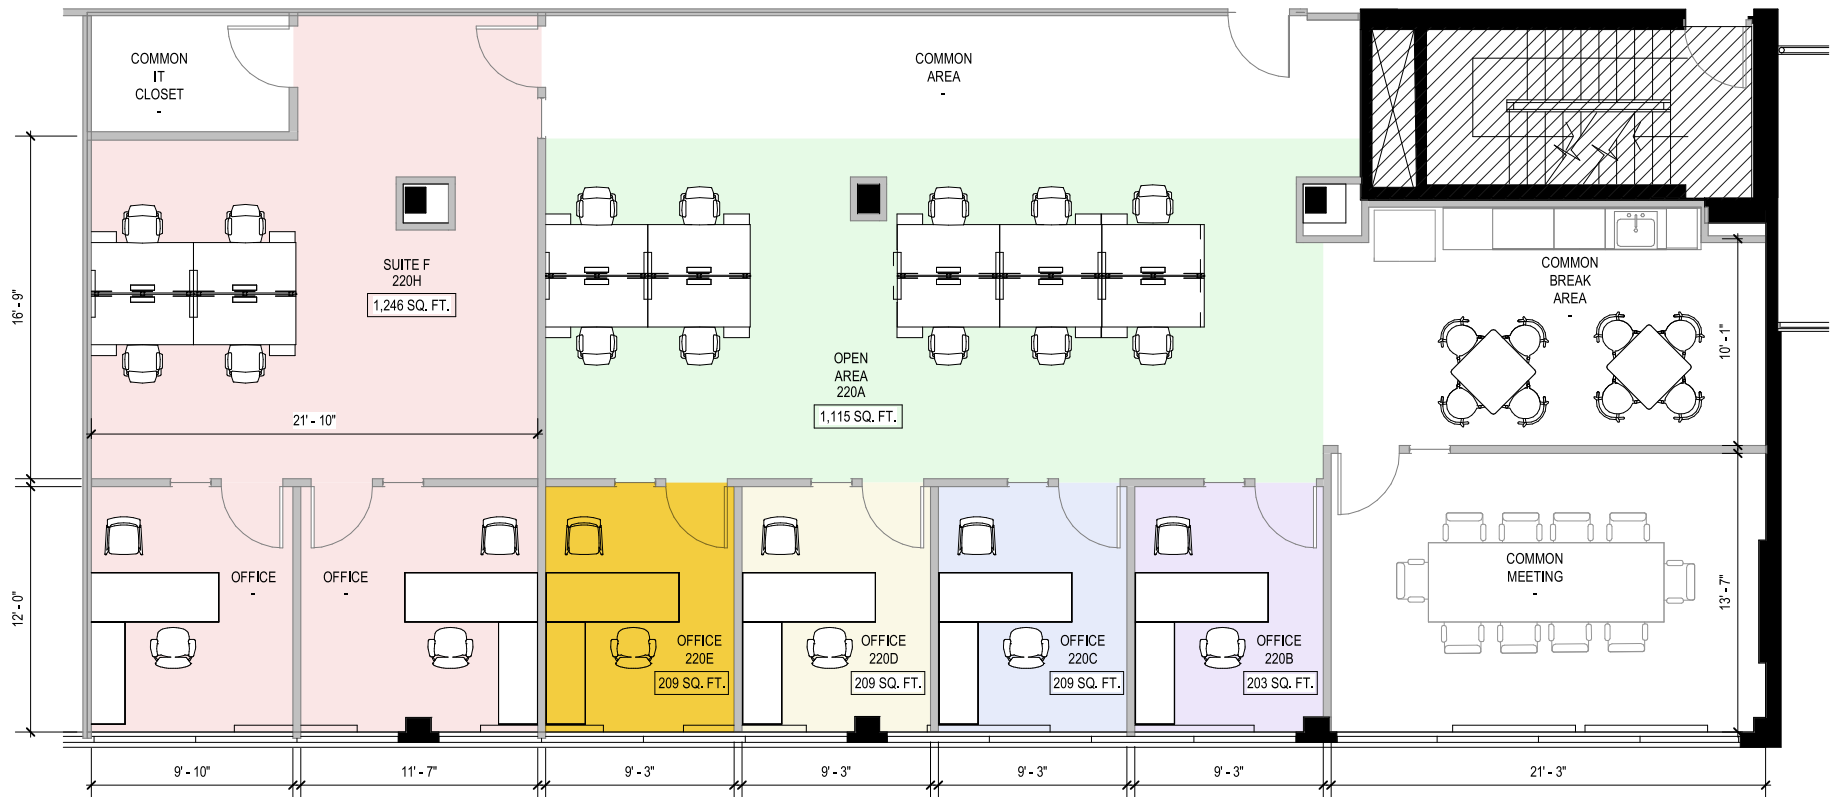 COMMON
IT
CLOSET
-
COMMON
AREA
-
SUITE F
220H
1,246 SQ. FT.
OPEN
AREA
220A
1,115 SQ. FT.
COMMON
BREAK
AREA
-
16' - 9"
21' - 10"
10' - 1"
12' - 0"
OFFICE
-
OFFICE
-
OFFICE
220E
209 SQ. FT.
OFFICE
220D
209 SQ. FT.
OFFICE
220C
209 SQ. FT.
OFFICE
220B
203 SQ. FT.
COMMON
MEETING
-
13' - 7"
9' - 10"
11' - 7"
9' - 3"
9' - 3"
9' - 3"
9' - 3"
21' - 3"